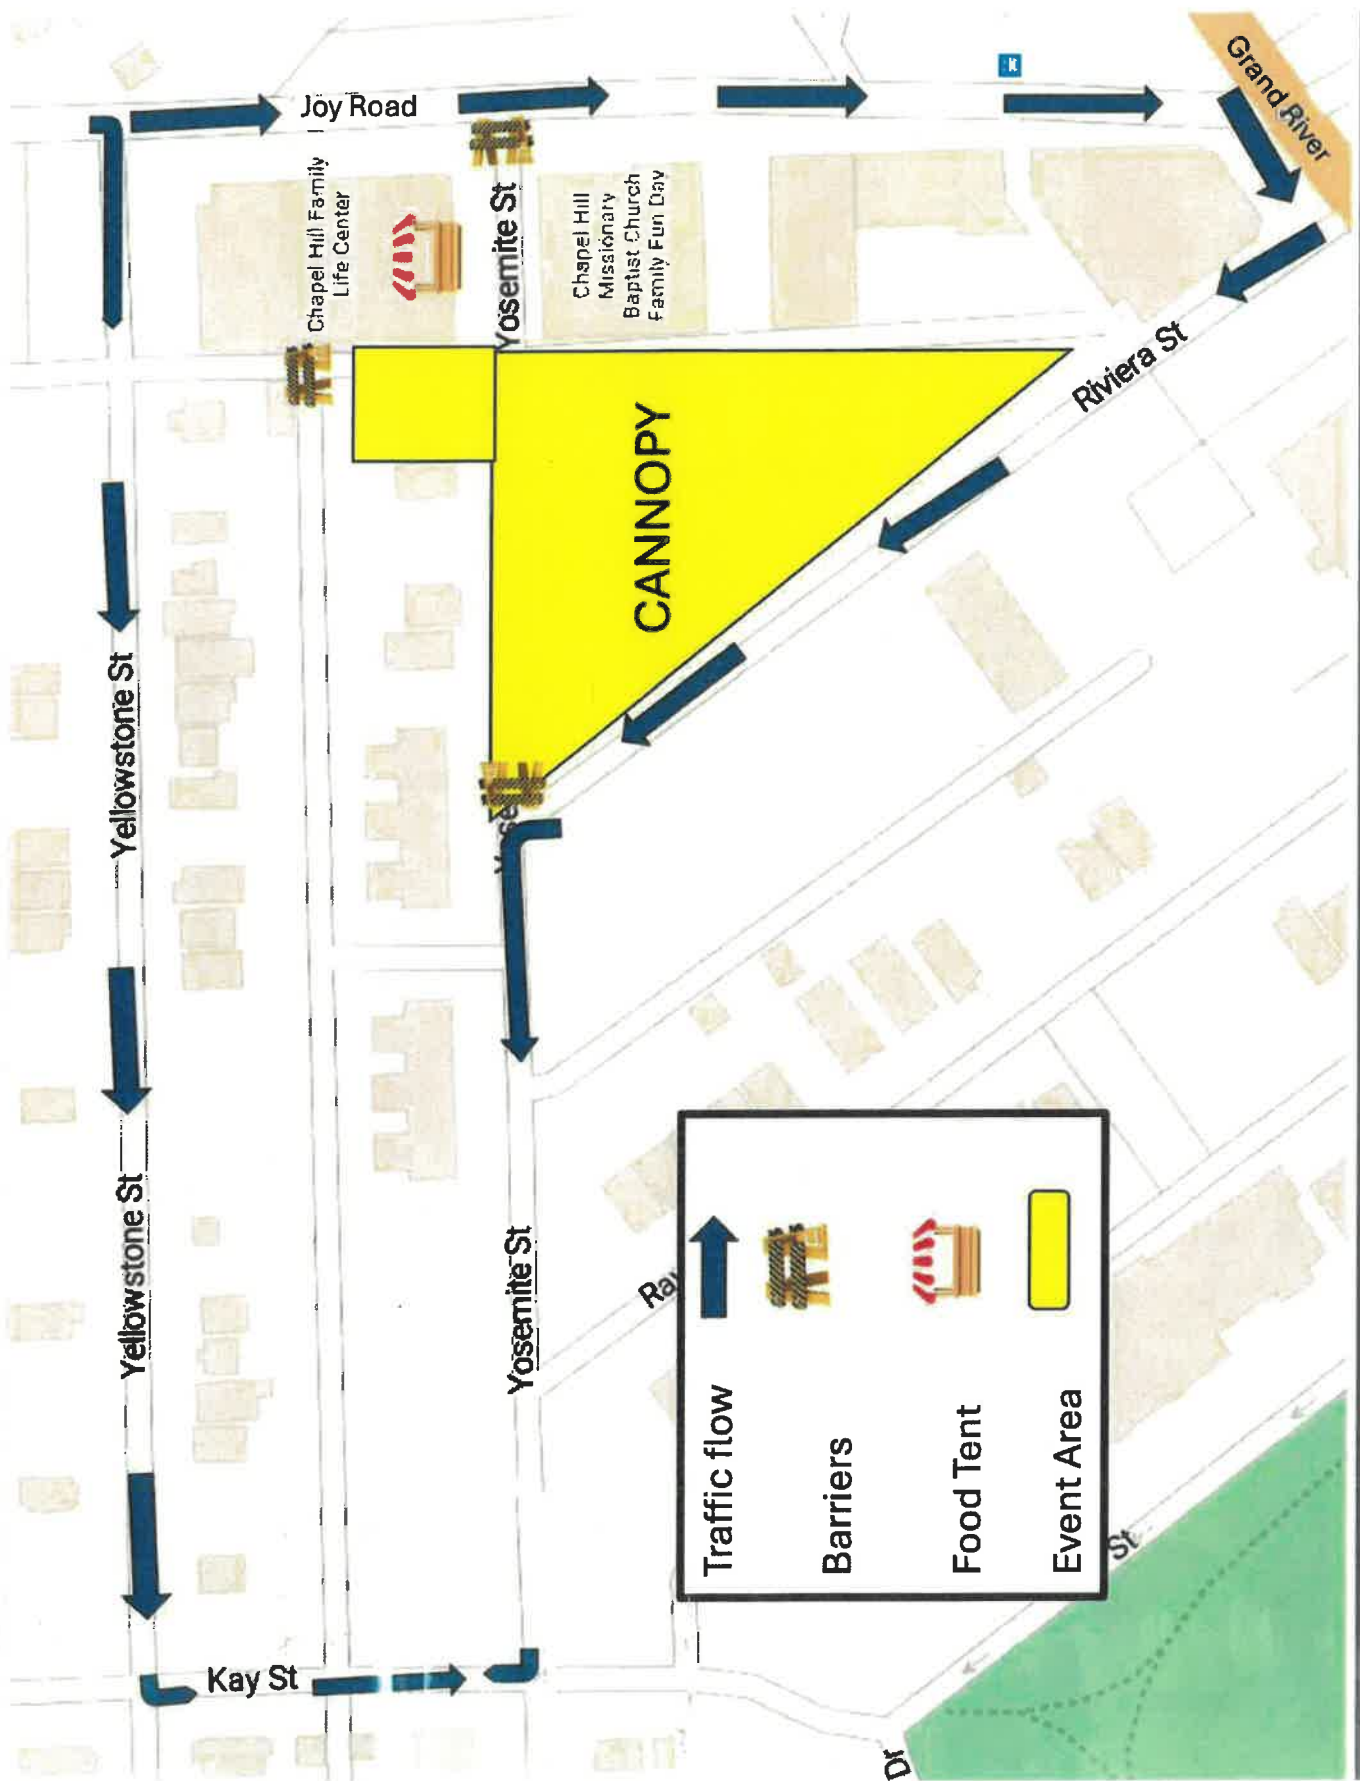 Grand River
Joy Road
Chapel Hill Family
Life Center
Yosemite St
Chapel Hill
Missionary
Baptist Church
Family Fun Day
Riviera St
CANNOPY
Yellowstone St
Yellowstone St
Yosemite St
Kay St
Traffic flow
Barriers
Food Tent
Event Area
St
Dr